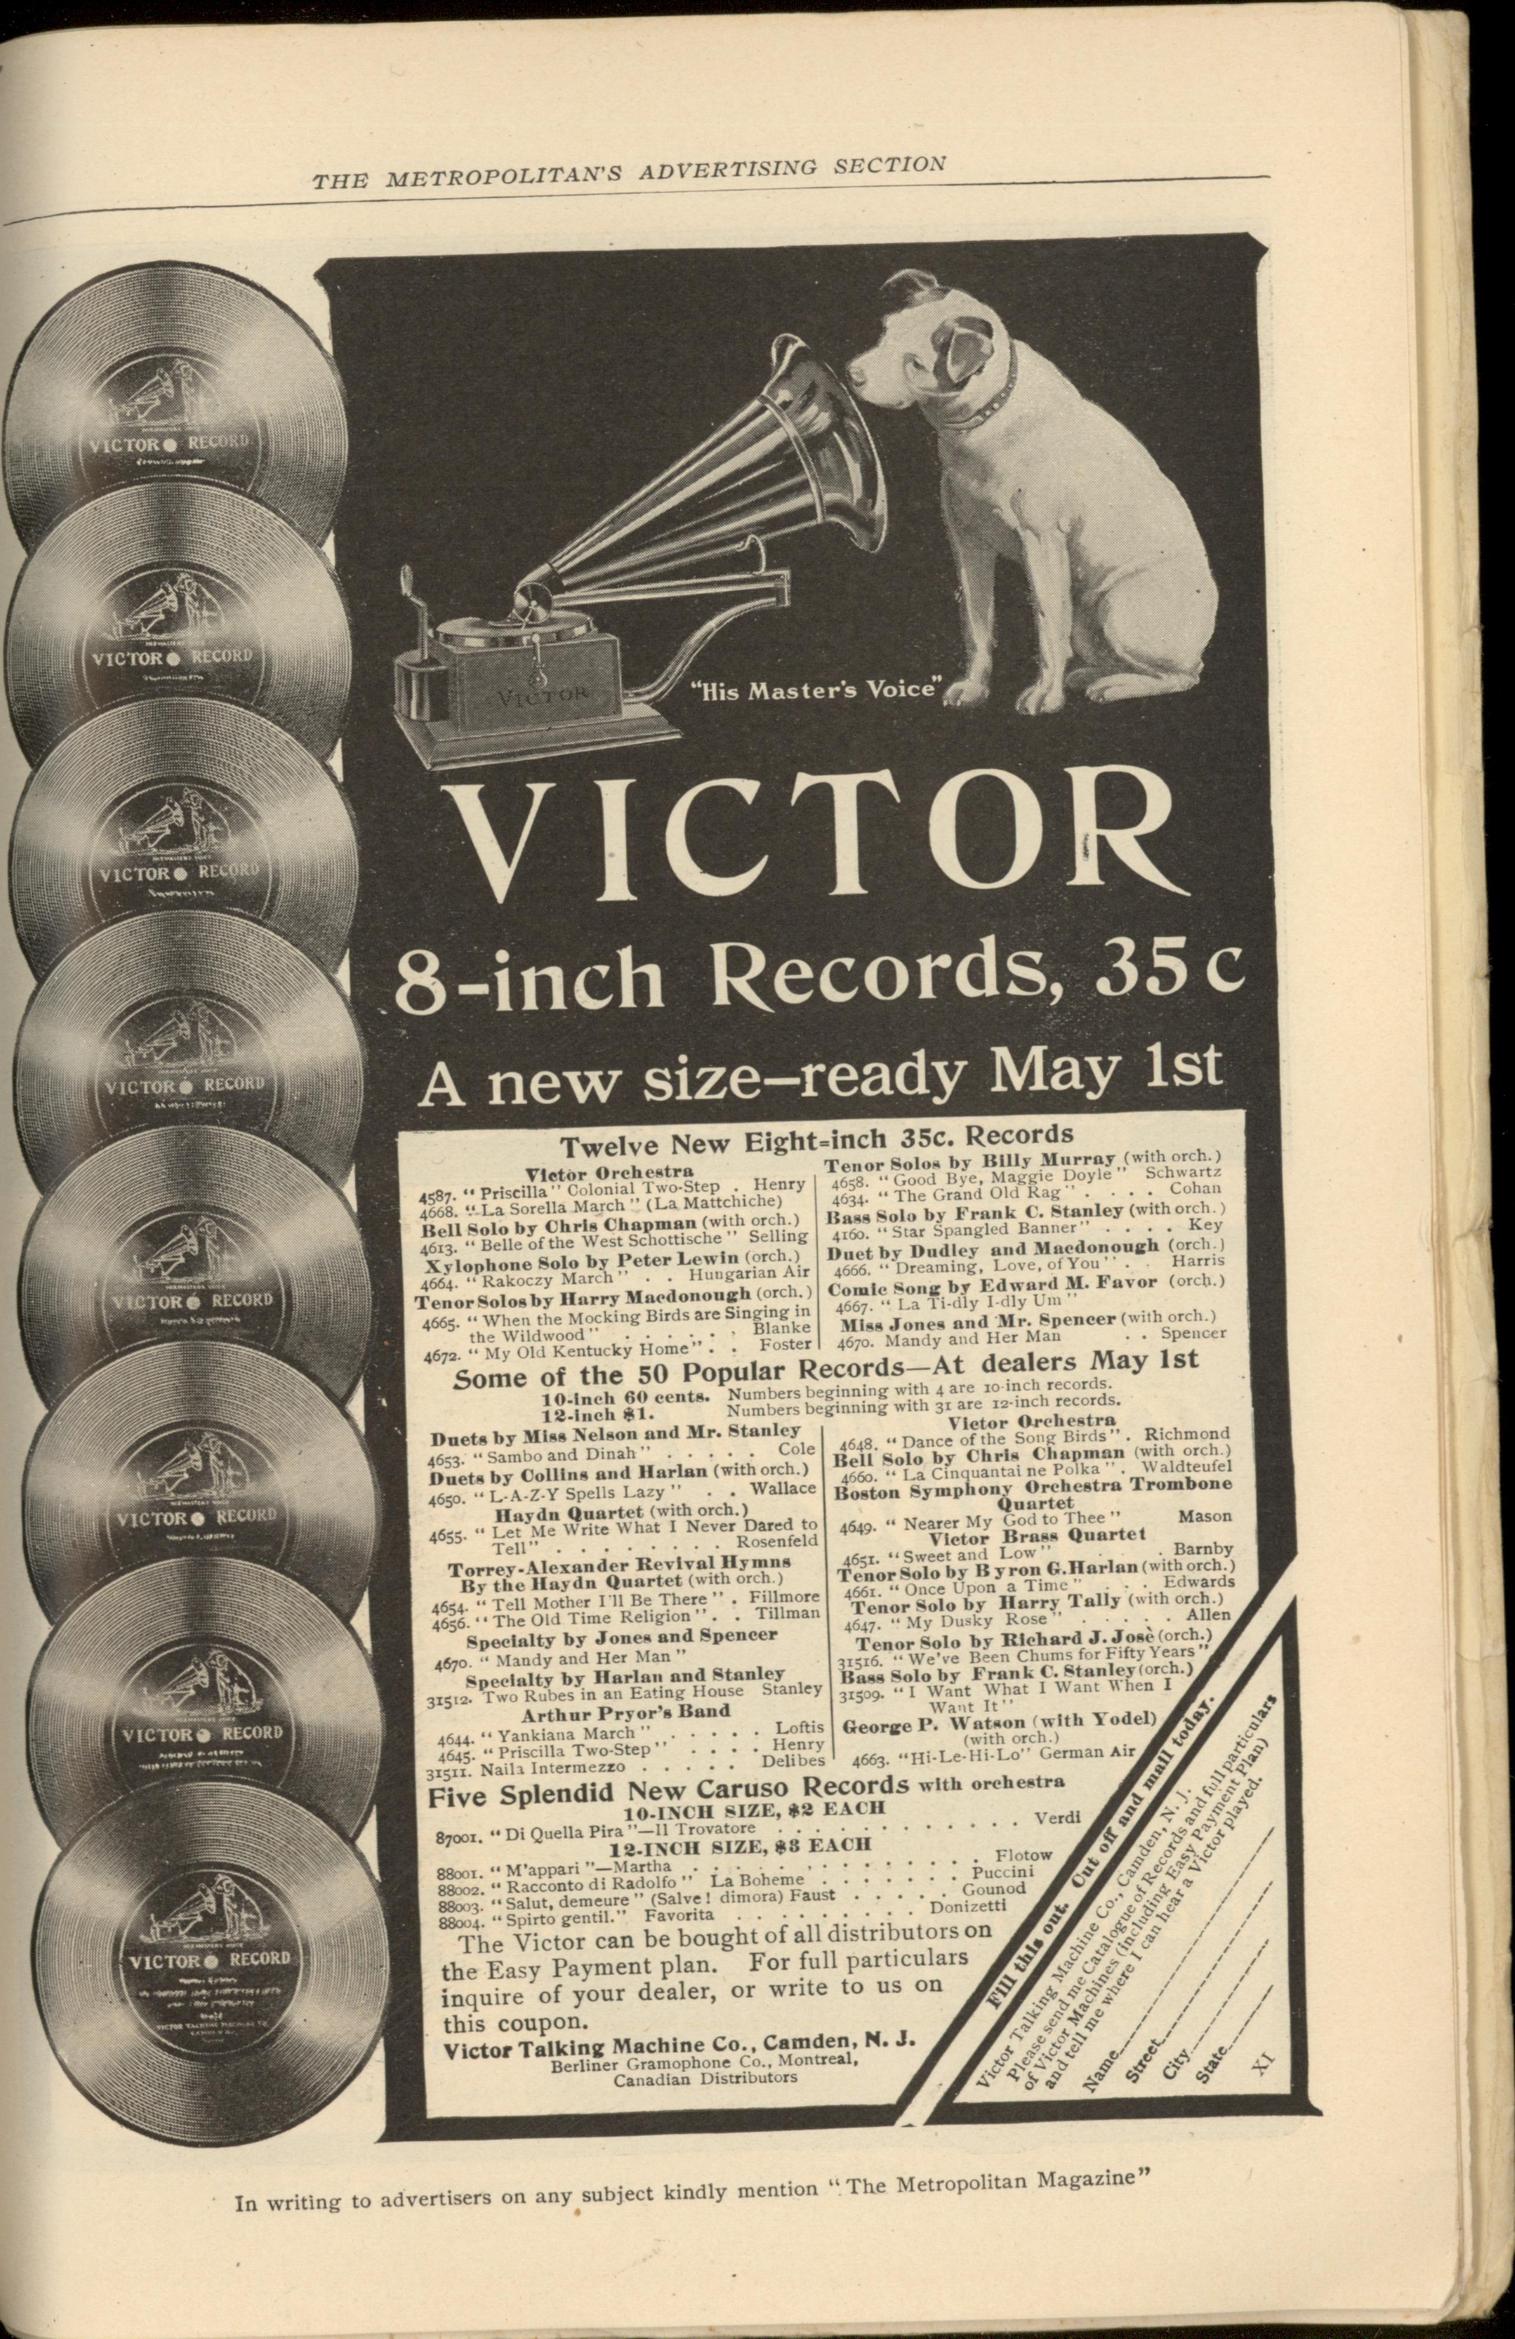 THE METROPOLITAN'S ADVERTISING SECTION
VICTOR RECORD
VICTOR RECORD
VICTOR RECORD
VICTOR RECORD
VICTOR RECORD
VICTOR RECORD
VICTOR RECORD
VICTOR RECORD
VICTOR
"His Master's Voice"
VICTOR
8-inch Records, 35c
A new size—ready May 1st
Twelve New Eight=inch 35c. Records
Victor Orchestra
4587. "Priscilla" Colonial Two-Step . Henry
4668. "La Sorella March" (La Mattchiche)
Bell Solo by Chris Chapman (with orch.)
4613. "Belle of the West Schottische" Selling
Xylophone Solo by Peter Lewin (orch.)
4664. "Rakoczy March" . . Hungarian Air
Tenor Solos by Harry Macdonough (orch.)
4665. "When the Mocking Birds are Singing in
the Wildwood" . . . . . . Blanke
4672. "My Old Kentucky Home" . . Foster
Tenor Solos by Billy Murray (with orch.)
4658. "Good Bye, Maggie Doyle" Schwartz
4634. "The Grand Old Rag" . . . . Cohan
Bass Solo by Frank C. Stanley (with orch.)
4160. "Star Spangled Banner" . . . . Key
Duet by Dudley and Macdonough (orch.)
4666. "Dreaming, Love, of You" . . Harris
Comic Song by Edward M. Favor (orch.)
4667. "La Ti-dly I-dly Um"
Miss Jones and Mr. Spencer (with orch.)
4670. Mandy and Her Man . . Spencer
Some of the 50 Popular Records—At dealers May 1st
10-inch 60 cents. Numbers beginning with 4 are 10-inch records.
12-inch $1. Numbers beginning with 31 are 12-inch records.
Duets by Miss Nelson and Mr. Stanley
4653. "Sambo and Dinah" . . . . . Cole
Duets by Collins and Harlan (with orch.)
4650. "L-A-Z-Y Spells Lazy" . . Wallace
Haydn Quartet (with orch.)
4655. "Let Me Write What I Never Dared to
Tell" . . . . . . . . Rosenfeld
Torrey-Alexander Revival Hymns
By the Haydn Quartet (with orch.)
4654. "Tell Mother I'll Be There" . Fillmore
4656. "The Old Time Religion" . . Tillman
Specialty by Jones and Spencer
4670. "Mandy and Her Man"
Specialty by Harlan and Stanley
31512. Two Rubes in an Eating House Stanley
Arthur Pryor's Band
4644. "Yankiana March" . . . . . Loftis
4645. "Priscilla Two-Step" . . . . Henry
31511. Naila Intermezzo . . . . . Delibes
Victor Orchestra
4648. "Dance of the Song Birds" . Richmond
Bell Solo by Chris Chapman (with orch.)
4660. "La Cinquantai ne Polka" . Waldteufel
Boston Symphony Orchestra Trombone
Quartet
4649. "Nearer My God to Thee" Mason
Victor Brass Quartet
4651. "Sweet and Low" . . Barnby
Tenor Solo by Byron G. Harlan (with orch.)
4661. "Once Upon a Time" . . . Edwards
Tenor Solo by Harry Tally (with orch.)
4647. "My Dusky Rose" . . . . . Allen
Tenor Solo by Richard J. Josè (orch.)
31516. "We've Been Chums for Fifty Years"
Bass Solo by Frank C. Stanley (orch.)
31509. "I Want What I Want When I
Want It"
George P. Watson (with Yodel)
(with orch.)
4663. "Hi-Le-Hi-Lo" German Air
Five Splendid New Caruso Records with orchestra
10-INCH SIZE, $2 EACH
87001. "Di Quella Pira"—Il Trovatore . . . . . . . . . . . . Verdi
12-INCH SIZE, $3 EACH
88001. "M'appari"—Martha . . . . . . . . . . . . . Flotow
88002. "Racconto di Radolfo" La Boheme . . . . . . . Puccini
88003. "Salut, demeure" (Salve! dimora) Faust . . . . . Gounod
88004. "Spirto gentil." Favorita . . . . . . . . . Donizetti
The Victor can be bought of all distributors on
the Easy Payment plan. For full particulars
inquire of your dealer, or write to us on
this coupon.
Victor Talking Machine Co., Camden, N. J.
Berliner Gramophone Co., Montreal,
Canadian Distributors
Fill this out. Cut off and mail today.
Victor Talking Machine Co., Camden, N. J.
Please send me Catalogue of Records and full particulars
of Victor Machines (including Easy Payment Plan)
and tell me where I can hear a Victor played.
Name
Street
City
State
XI
In writing to advertisers on any subject kindly mention "The Metropolitan Magazine"